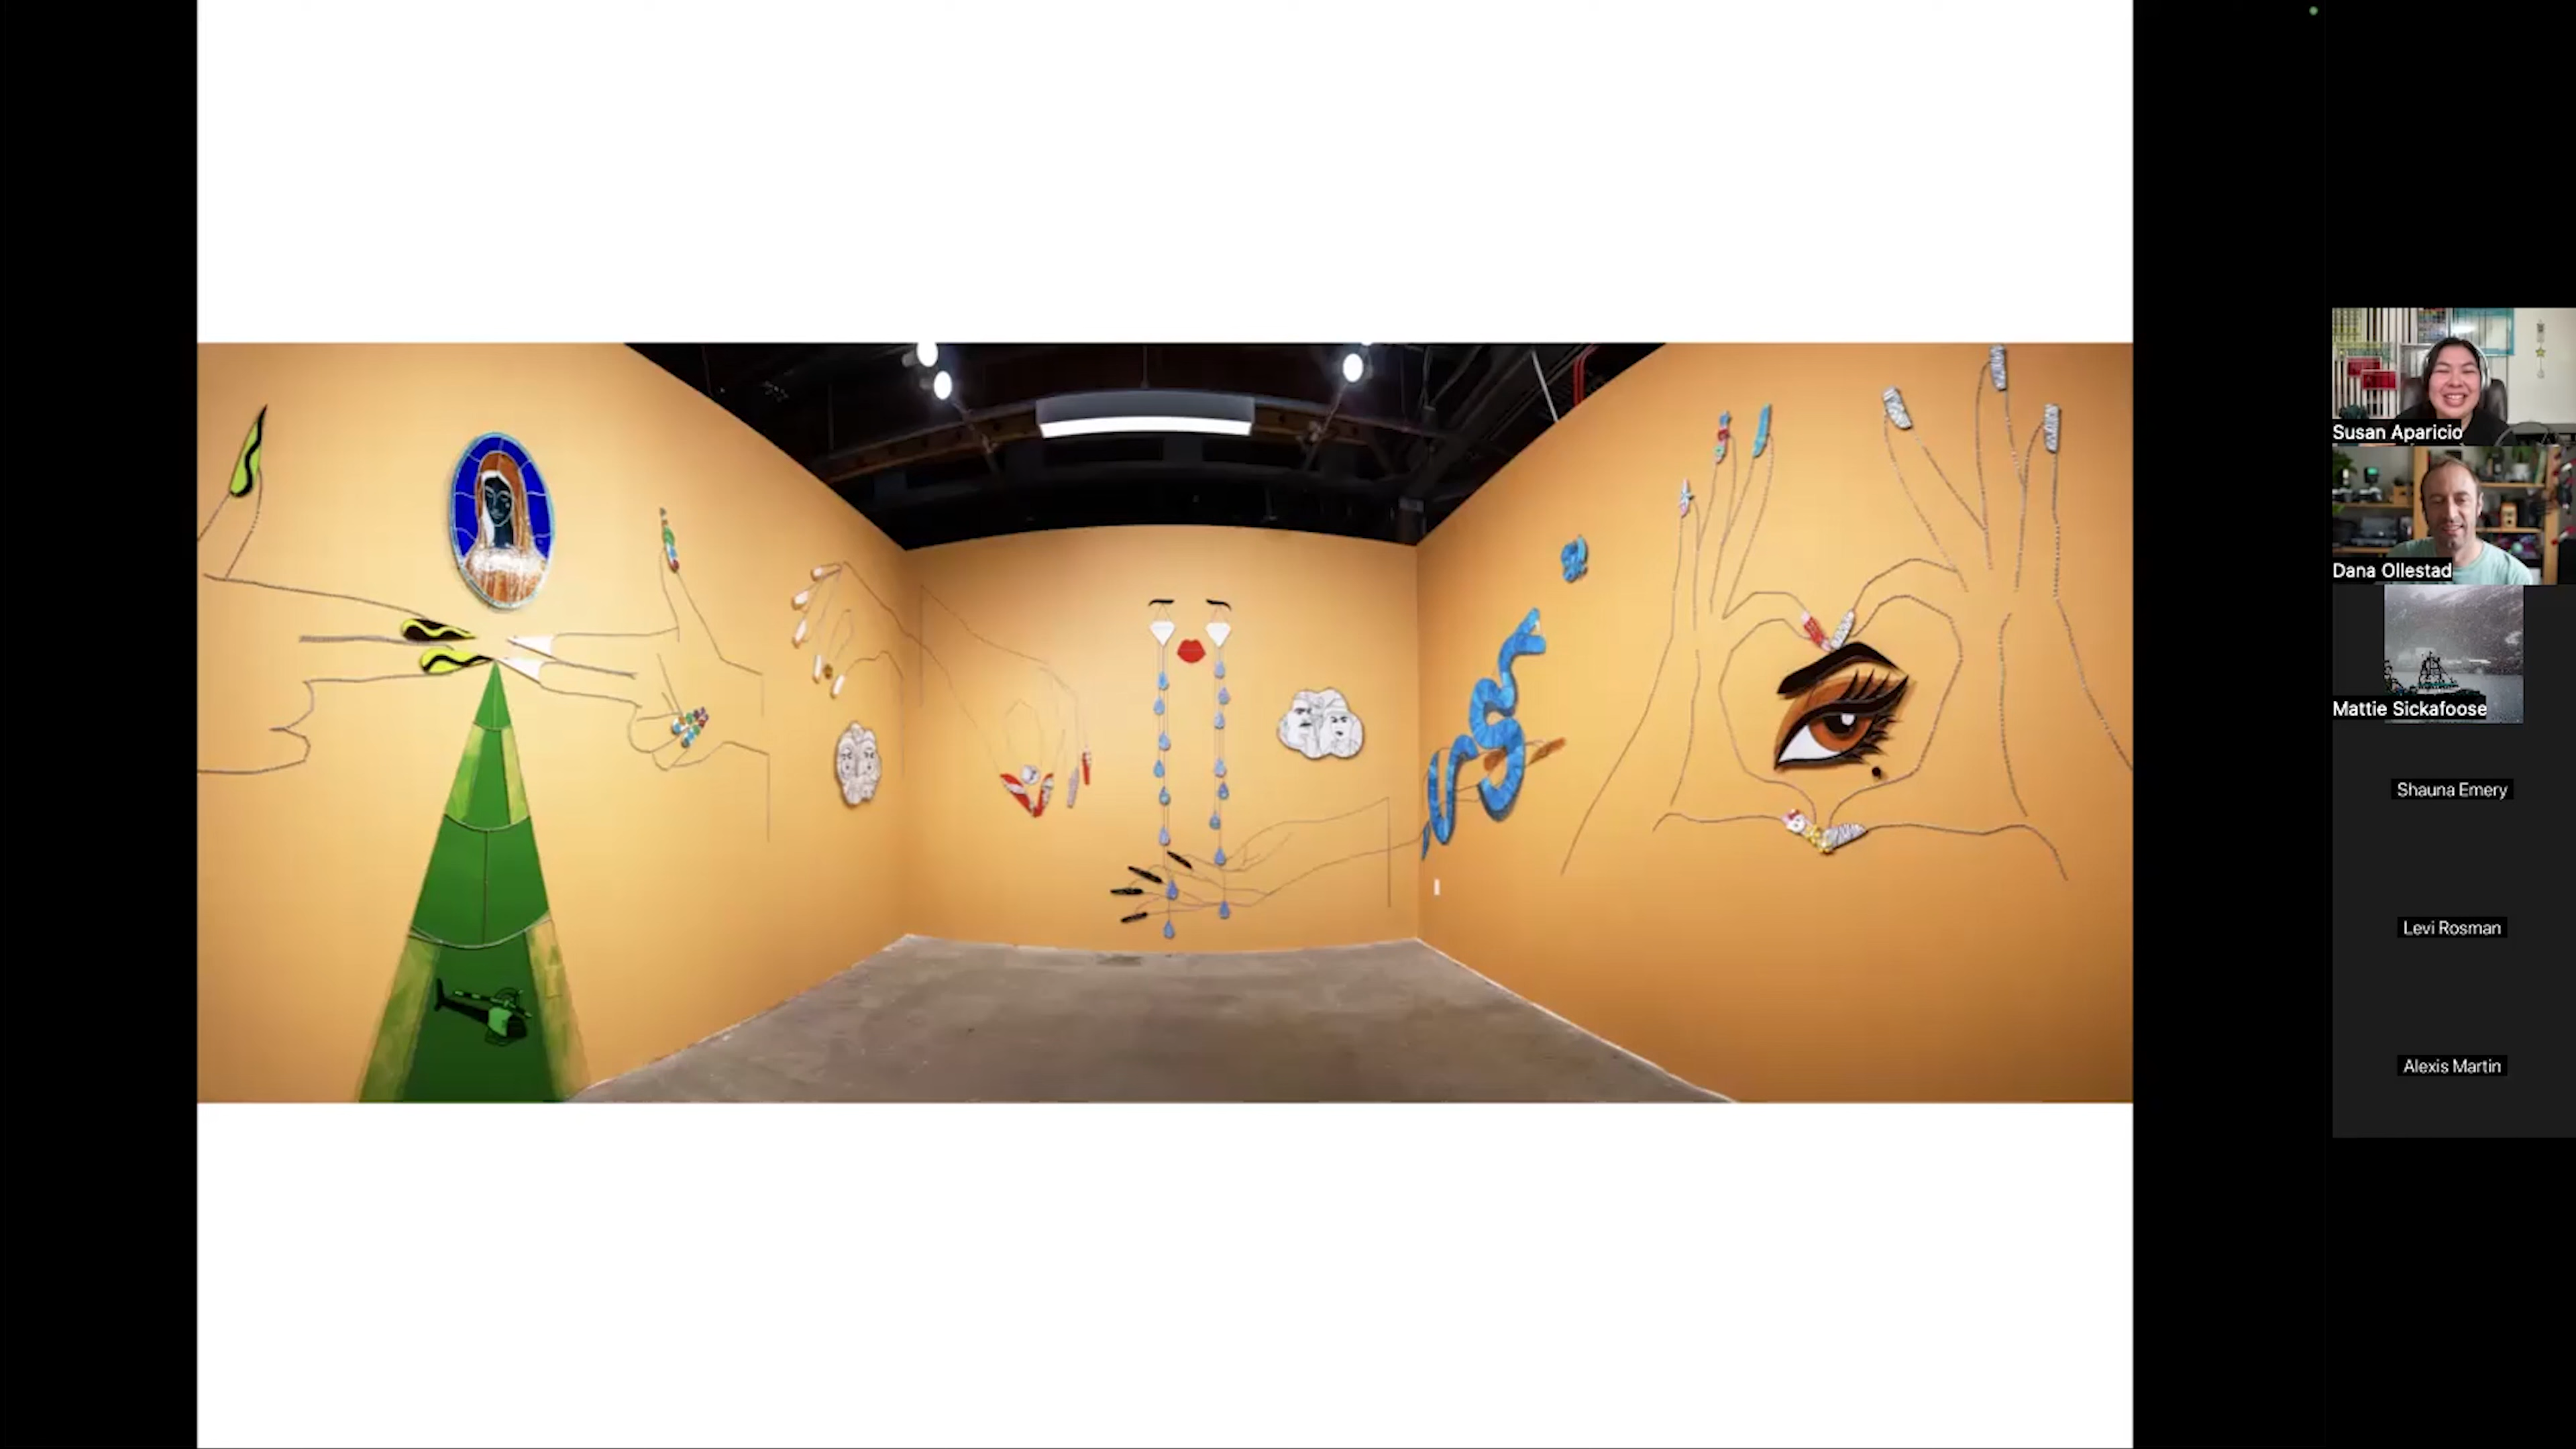 Susan Aparicio
Dana Ollestad
Mattie Sickafoose
Shauna Emery
Levi Rosman
Alexis Martin